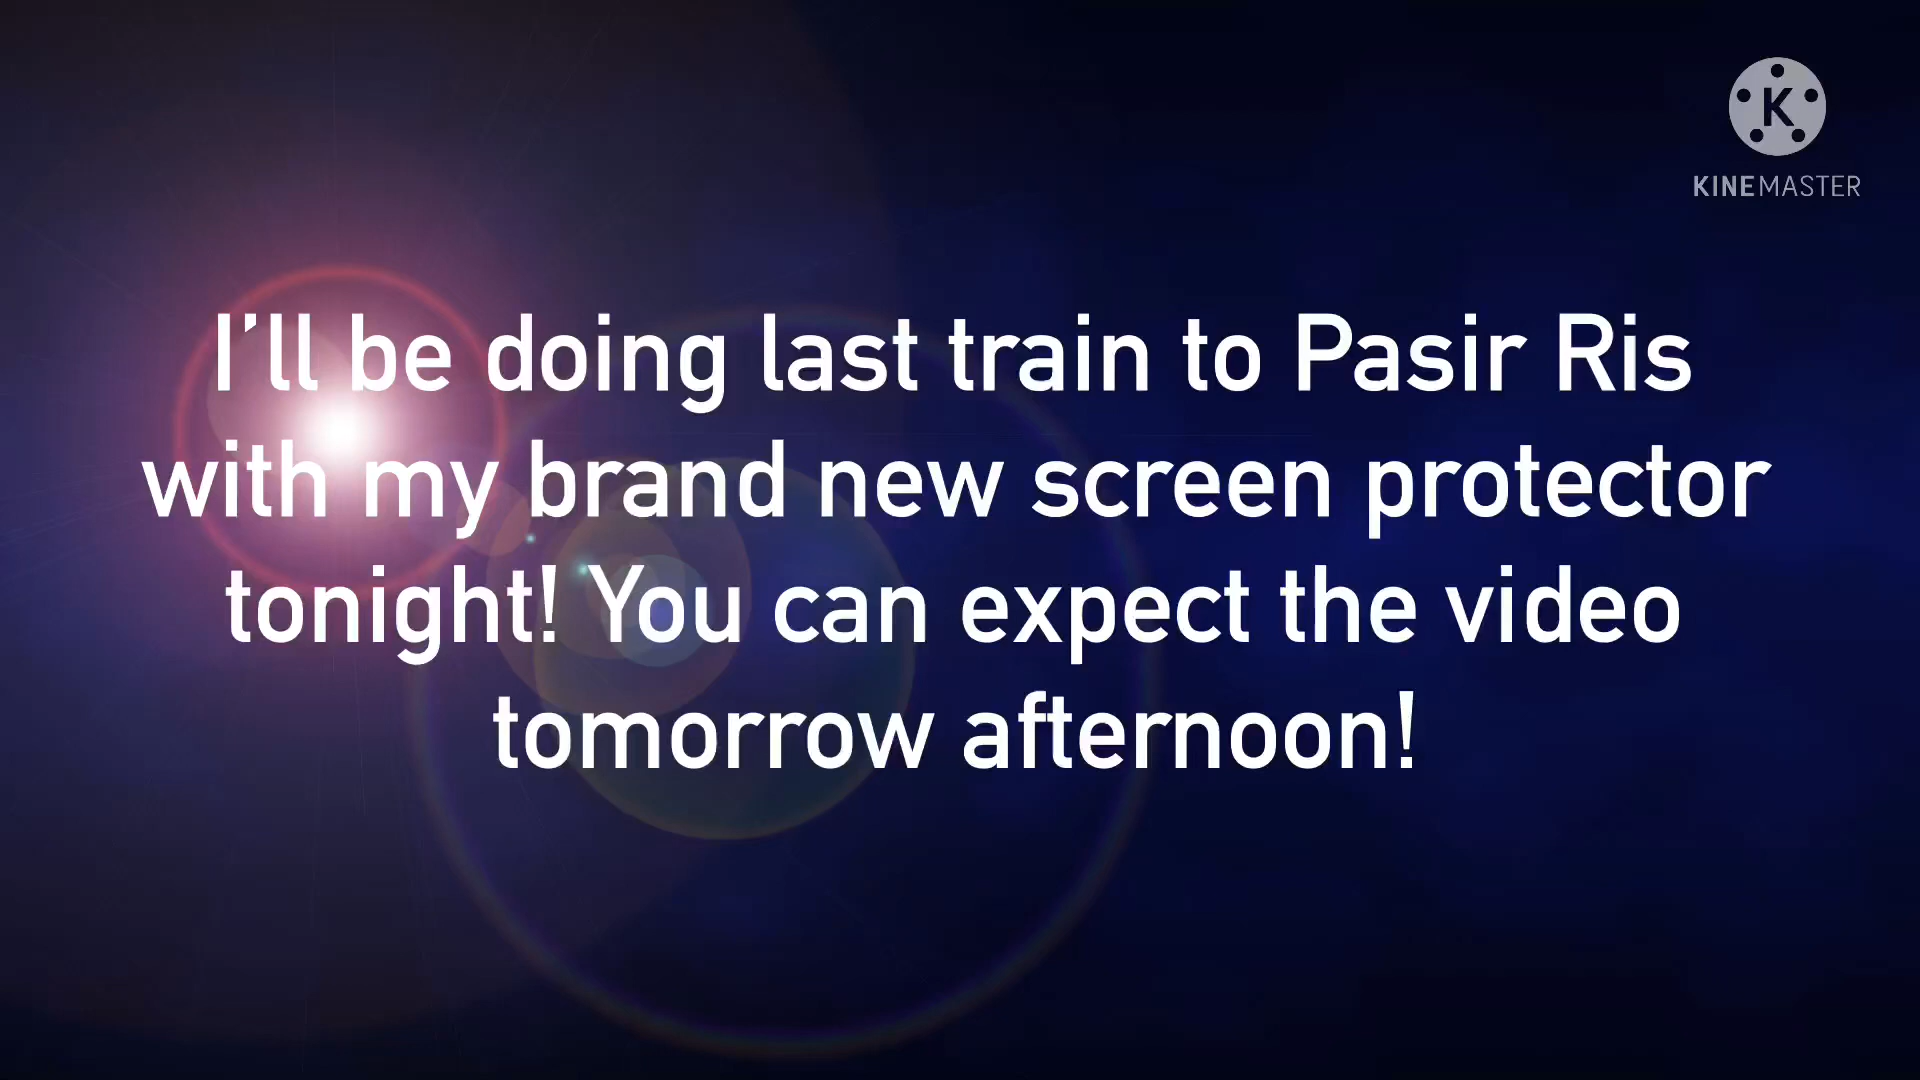 K
KINEMASTER
I’ll be doing last train to Pasir Ris
with my brand new screen protector
tonight! You can expect the video
tomorrow afternoon!